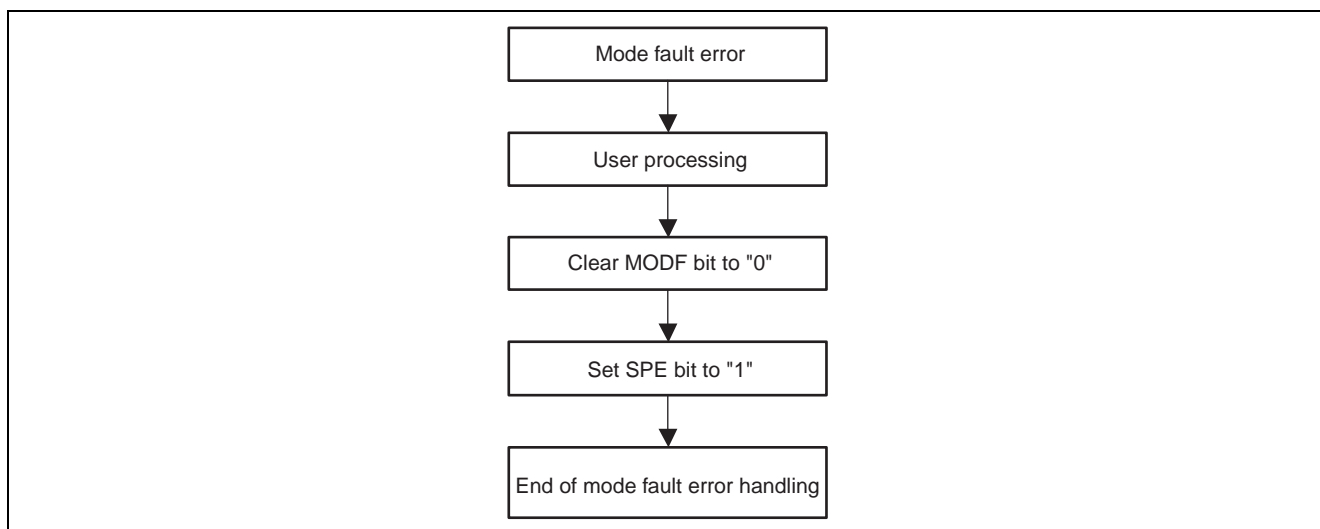 Mode fault error
User processing
Clear MODF bit to "0"
Set SPE bit to "1"
End of mode fault error handling